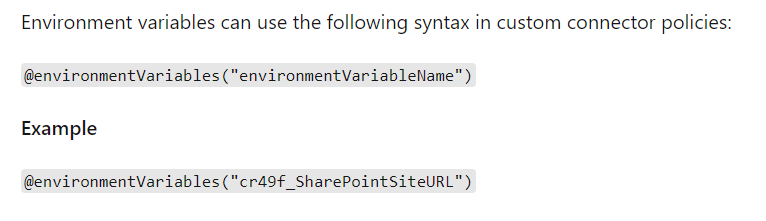 Environment variables can use the following syntax in custom connector policies:
@environmentVariables("environmentVariableName")
Example
@environmentVariables("cr49f_SharePointSiteURL")